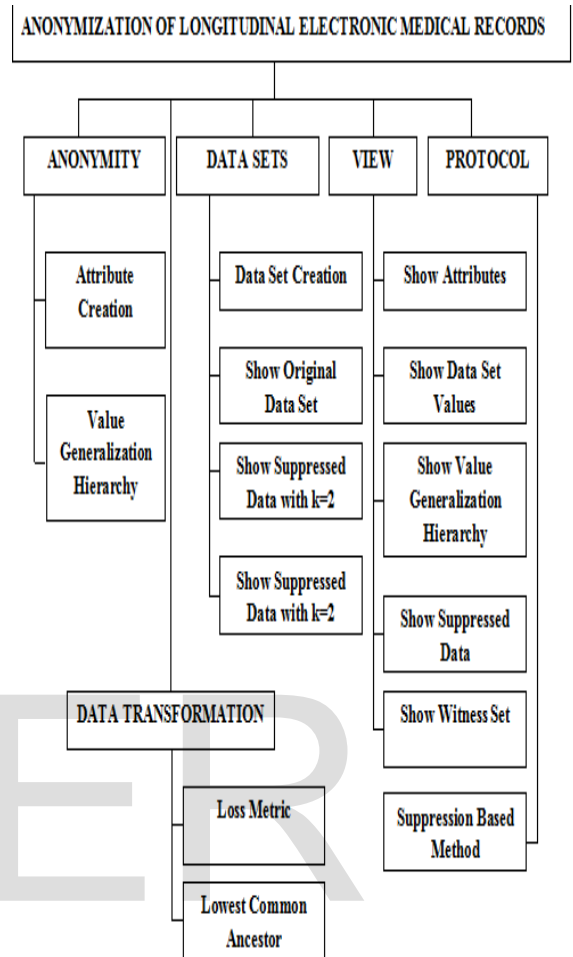 ANONYMIZATION OF LONGITUDINAL ELECTRONIC MEDICAL RECORDS
ANONYMITY
DATA SETS
VIEW
PROTOCOL
Attribute
Creation
Value
Generalization
Hierarchy
Data Set Creation
Show Original
Data Set
Show Suppressed
Data with k=2
Show Suppressed
Data with k=2
Show Attributes
Show Data Set
Values
Show Value
Generalization
Hierarchy
Show Suppressed
Data
Show Witness Set
Suppression Based
Method
DATA TRANSFORMATION
Loss Metric
Lowest Common
Ancestor
ER